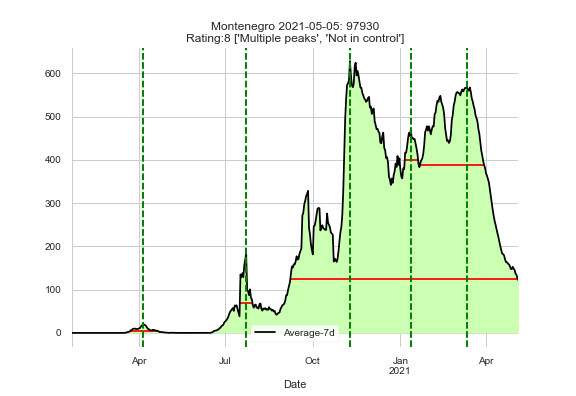 Montenegro 2021-05-05: 97930
Rating:8 ['Multiple peaks', 'Not in control']
600
500
400
300
200
100
0
Average-7d
Apr
Jul
Oct
Jan
2021
Apr
Date